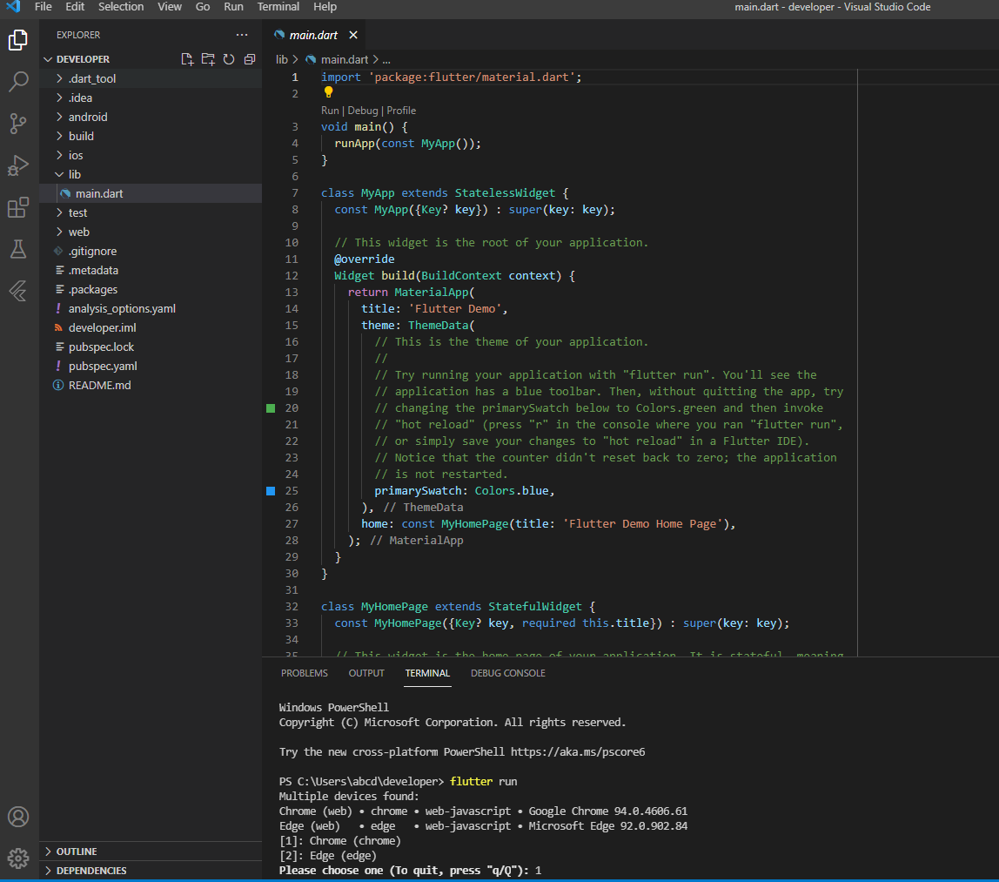 File Edit Selection View Go Run Terminal Help main.dart - developer - Visual Studio Code
EXPLORER ...
DEVELOPER
.dart_tool
.idea
android
build
ios
lib
main.dart
test
web
.gitignore
.metadata
.packages
analysis_options.yaml
developer.iml
pubspec.lock
pubspec.yaml
README.md
OUTLINE
DEPENDENCIES
main.dart
lib > main.dart > ...
1 import 'package:flutter/material.dart';
2
Run | Debug | Profile
3 void main() {
4 runApp(const MyApp());
5 }
6
7 class MyApp extends StatelessWidget {
8 const MyApp({Key? key}) : super(key: key);
9
10 // This widget is the root of your application.
11 @override
12 Widget build(BuildContext context) {
13 return MaterialApp(
14 title: 'Flutter Demo',
15 theme: ThemeData(
16 // This is the theme of your application.
17 //
18 // Try running your application with "flutter run". You'll see the
19 // application has a blue toolbar. Then, without quitting the app, try
20 // changing the primarySwatch below to Colors.green and then invoke
21 // "hot reload" (press "r" in the console where you ran "flutter run",
22 // or simply save your changes to "hot reload" in a Flutter IDE).
23 // Notice that the counter didn't reset back to zero; the application
24 // is not restarted.
25 primarySwatch: Colors.blue,
26 ), // ThemeData
27 home: const MyHomePage(title: 'Flutter Demo Home Page'),
28 ); // MaterialApp
29 }
30 }
31
32 class MyHomePage extends StatefulWidget {
33 const MyHomePage({Key? key, required this.title}) : super(key: key);
34
35 // This widget is the home page of your application. It is stateful, meaning
PROBLEMS OUTPUT TERMINAL DEBUG CONSOLE
Windows PowerShell
Copyright (C) Microsoft Corporation. All rights reserved.
Try the new cross-platform PowerShell https://aka.ms/pscore6
PS C:\Users\abcd\developer> flutter run
Multiple devices found:
Chrome (web) • chrome • web-javascript • Google Chrome 94.0.4606.61
Edge (web) • edge • web-javascript • Microsoft Edge 92.0.902.84
[1]: Chrome (chrome)
[2]: Edge (edge)
Please choose one (To quit, press "q/Q"): 1